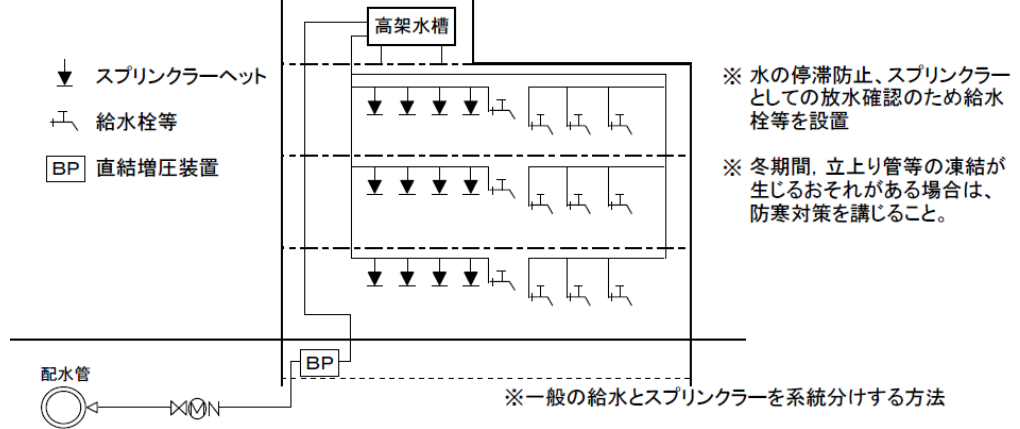 高架水槽
スプリンクラーヘット
給水栓等
BP 直結増圧装置
※ 水の停滞防止、スプリンクラー
としての放水確認のため給水
栓等を設置
※ 冬期間, 立上り管等の凍結が
生じるおそれがある場合は、
防寒対策を講じること。
BP
配水管
M
※一般の給水とスプリンクラーを系統分けする方法